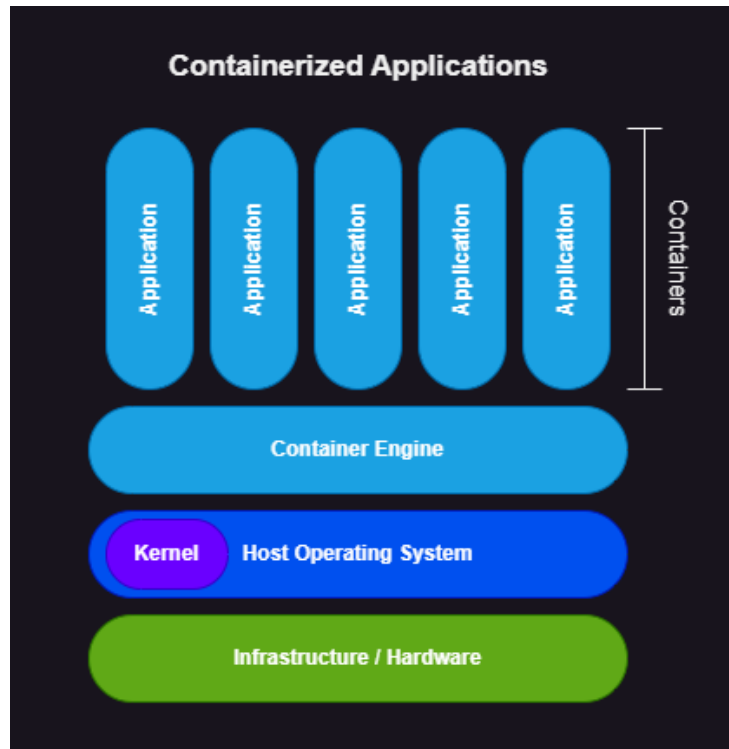 Containerized Applications
Application
Application
Application
Application
Application
Containers
Container Engine
Kernel
Host Operating System
Infrastructure / Hardware